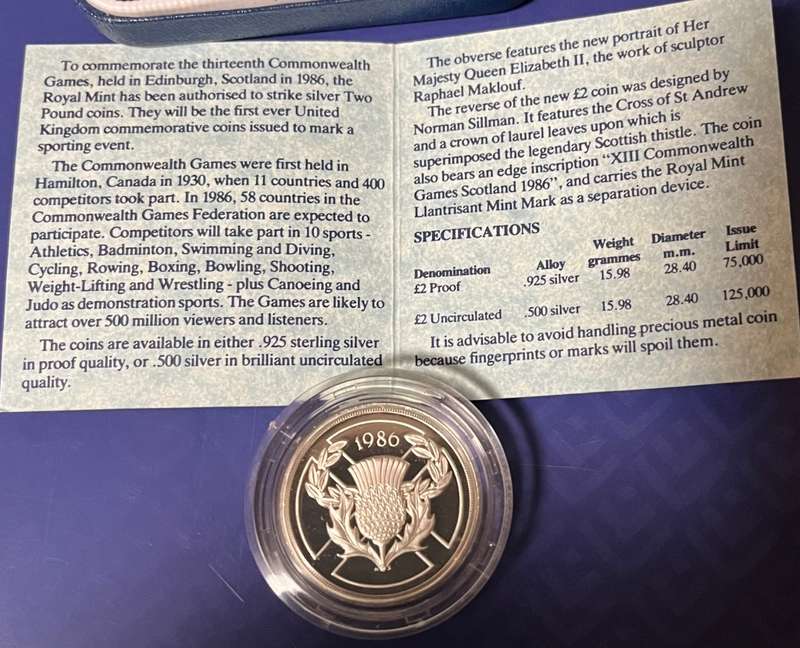 To commemorate the thirteenth Commonwealth
Games, held in Edinburgh, Scotland in 1986, the
Royal Mint has been authorised to strike silver Two
Pound coins. They will be the first ever United
Kingdom commemorative coins issued to mark a
sporting event.
The Commonwealth Games were first held in
Hamilton, Canada in 1930, when 11 countries and 400
competitors took part. In 1986, 58 countries in the
Commonwealth Games Federation are expected to
participate. Competitors will take part in 10 sports -
Athletics, Badminton, Swimming and Diving,
Cycling, Rowing, Boxing, Bowling, Shooting,
Weight-Lifting and Wrestling - plus Canoeing and
Judo as demonstration sports. The Games are likely to
attract over 500 million viewers and listeners.
The coins are available in either .925 sterling silver
in proof quality, or .500 silver in brilliant uncirculated
quality.
The obverse features the new portrait of Her
Majesty Queen Elizabeth II, the work of sculptor
Raphael Maklouf.
The reverse of the new £2 coin was designed by
Norman Sillman. It features the Cross of St Andrew
and a crown of laurel leaves upon which is
superimposed the legendary Scottish thistle. The coin
also bears an edge inscription "XIII Commonwealth
Games Scotland 1986", and carries the Royal Mint
Llantrisant Mint Mark as a separation device.
SPECIFICATIONS
Denomination Alloy Weight grammes Diameter m.m. Issue Limit
£2 Proof .925 silver 15.98 28.40 75,000
£2 Uncirculated .500 silver 15.98 28.40 125,000
It is advisable to avoid handling precious metal coin
because fingerprints or marks will spoil them.
1986